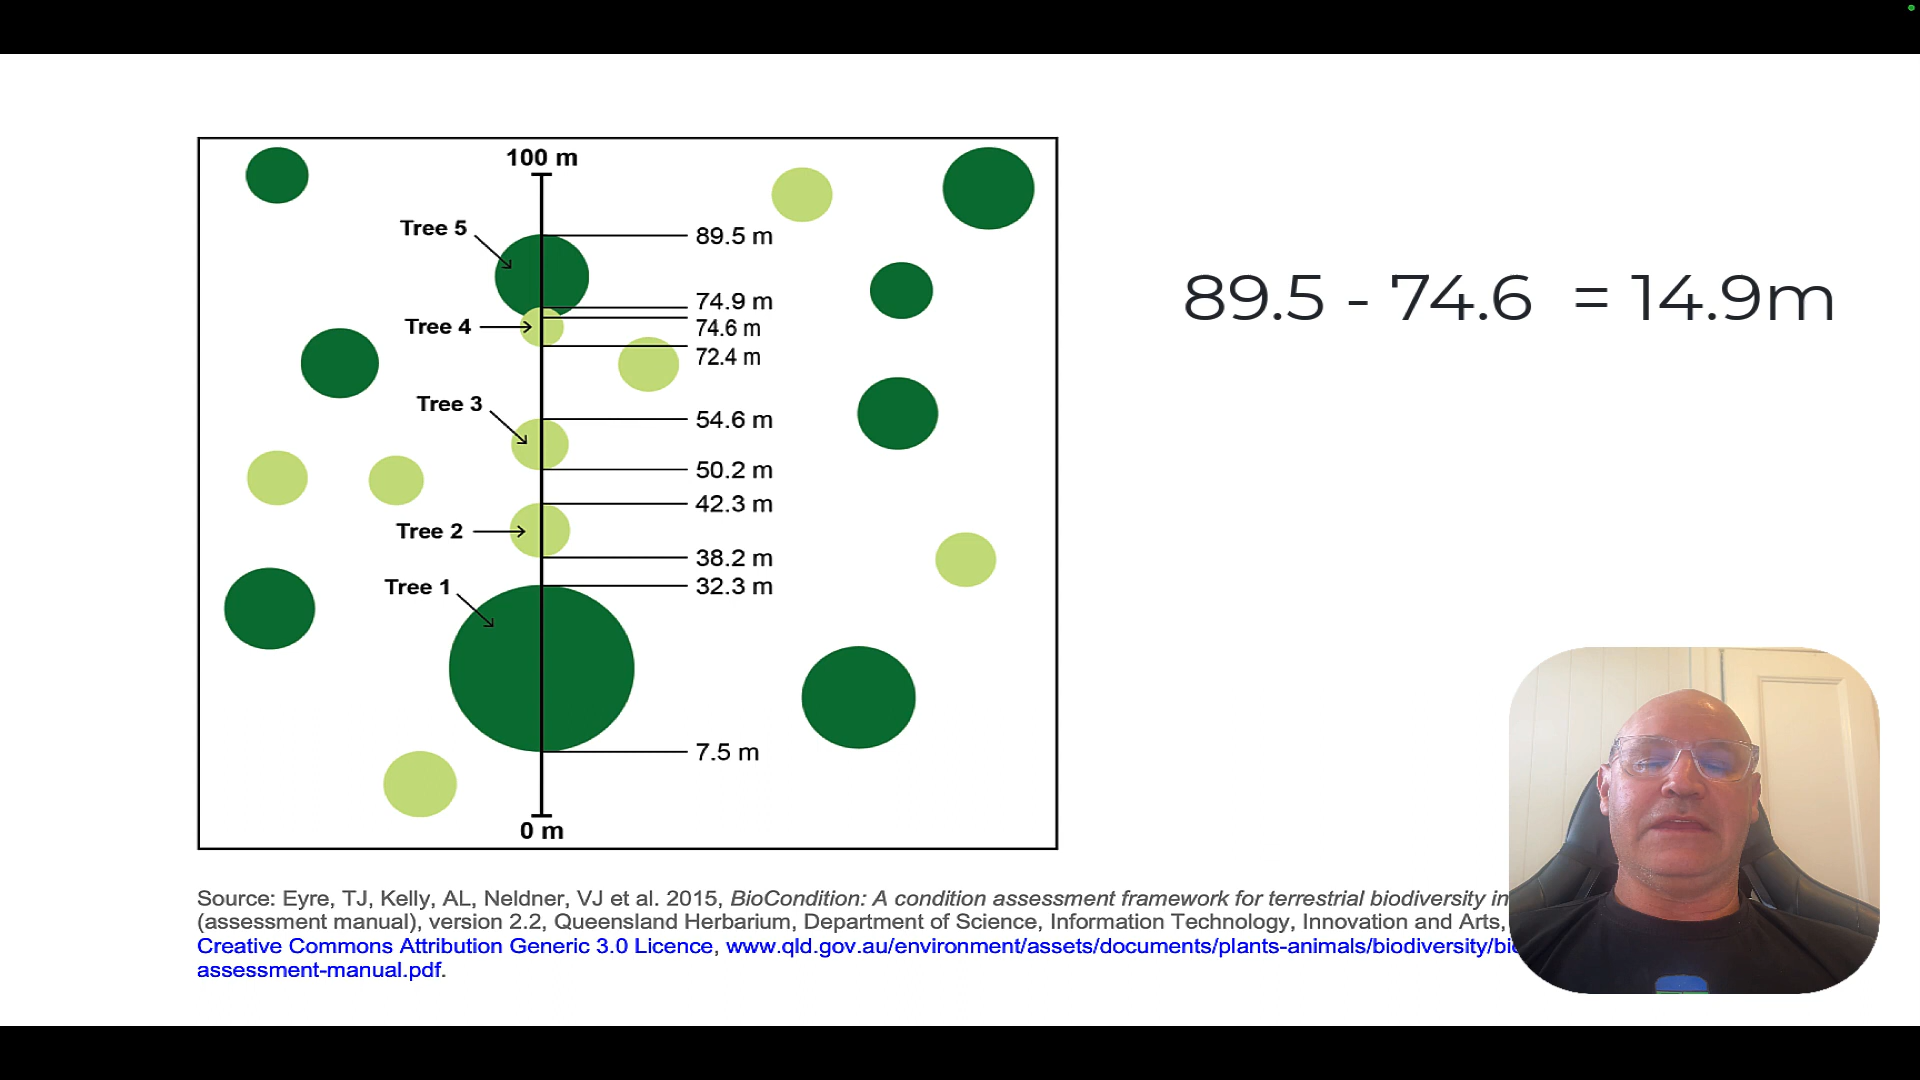 100 m
Tree 5
89.5 m
74.9 m
Tree 4
74.6 m
72.4 m
Tree 3
54.6 m
50.2 m
42.3 m
Tree 2
38.2 m
Tree 1
32.3 m
7.5 m
0 m
89.5 - 74.6 = 14.9m
Source: Eyre, TJ, Kelly, AL, Neldner, VJ et al. 2015, BioCondition: A condition assessment framework for terrestrial biodiversity in
(assessment manual), version 2.2, Queensland Herbarium, Department of Science, Information Technology, Innovation and Arts,
Creative Commons Attribution Generic 3.0 Licence, www.qld.gov.au/environment/assets/documents/plants-animals/biodiversity/
assessment-manual.pdf.